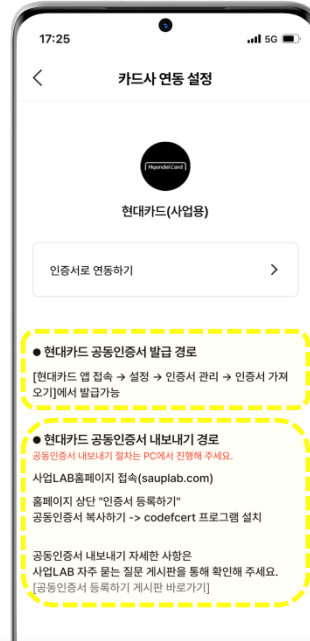 17:25
5G
카드사 연동 설정
HyundaiCard
현대카드(사업용)
인증서로 연동하기
● 현대카드 공동인증서 발급 경로
[현대카드 앱 접속 → 설정 → 인증서 관리 → 인증서 가져
오기]에서 발급가능
● 현대카드 공동인증서 내보내기 경로
공동인증서 내보내기 절차는 PC에서 진행해 주세요.
사업LAB홈페이지 접속(sauplab.com)
홈페이지 상단 "인증서 등록하기"
공동인증서 복사하기 -> codefcert 프로그램 설치
공동인증서 내보내기 자세한 사항은
사업LAB 자주 묻는 질문 게시판을 통해 확인해 주세요.
[공동인증서 등록하기 게시판 바로가기]